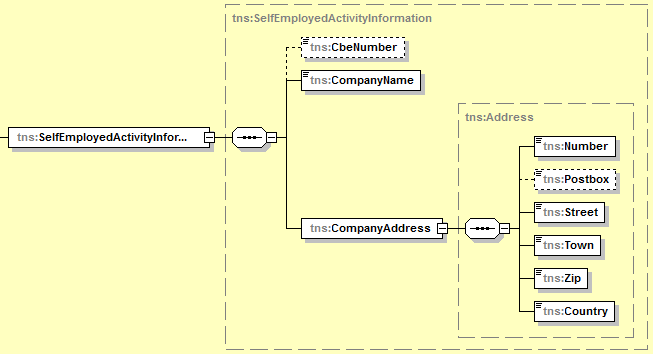 tns:SelfEmployedActivityInformation
tns:CbeNumber
tns:CompanyName
tns:Address
tns:SelfEmployedActivityInfor...
tns:Number
tns:Postbox
tns:Street
tns:CompanyAddress
tns:Town
tns:Zip
tns:Country